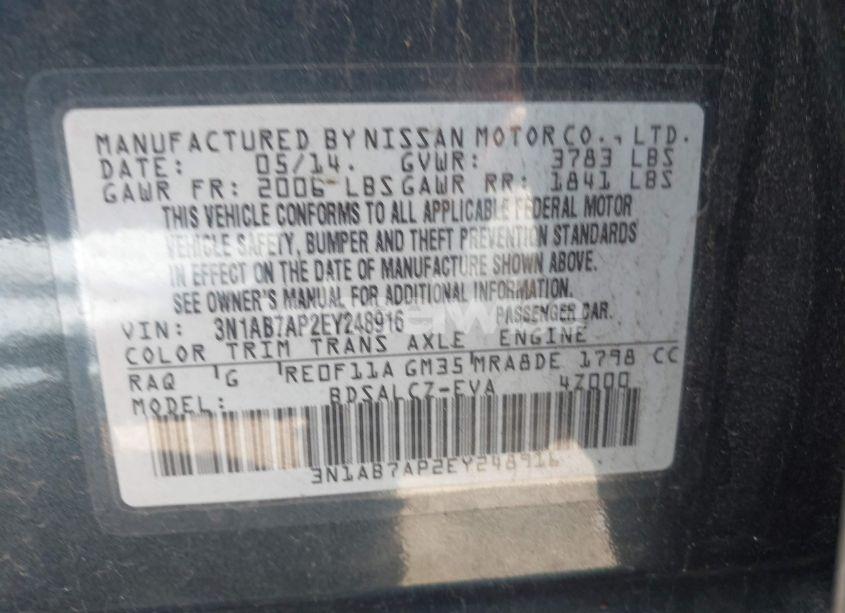 MANUFACTURED BY NISSAN MOTOR CO., LTD.
DATE: 05/14. GVWR: 3783 LBS
GAWR FR: 2006 LBS GAWR RR: 1841 LBS
THIS VEHICLE CONFORMS TO ALL APPLICABLE FEDERAL MOTOR
VEHICLE SAFETY, BUMPER AND THEFT PREVENTION STANDARDS
IN EFFECT ON THE DATE OF MANUFACTURE SHOWN ABOVE.
SEE OWNER'S MANUAL FOR ADDITIONAL INFORMATION.
VIN: 3N1AB7AP2EY248916 PASSENGER CAR.
COLOR TRIM TRANS AXLE ENGINE
RAQ G RE0F11A GM35 MRA8DE 1798 CC
MODEL: BDSALCZ-EVA 4Z000
3N1AB7AP2EY248916